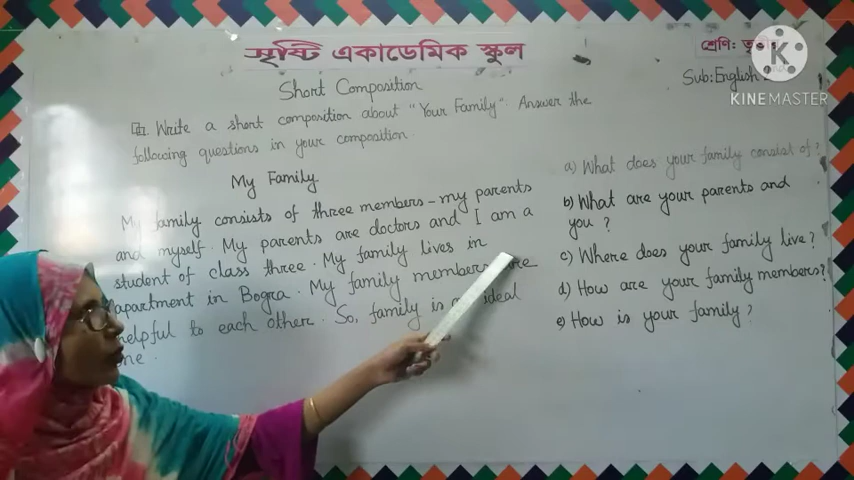 সৃষ্টি একাডেমিক স্কুল
শ্রেণি:
Sub: English
KINEMASTER
Short Composition
Write a short composition about "Your Family". Answer the
following questions in your composition.
My Family
My family consists of three members - my parents
and myself. My parents are doctors and I am a
student of class three. My family lives in
apartment in Bogra. My family members are
helpful to each other. So, family is an ideal
one.
a) What does your family consist of?
b) What are your parents and
you?
c) Where does your family live?
d) How are your family members?
e) How is your family?